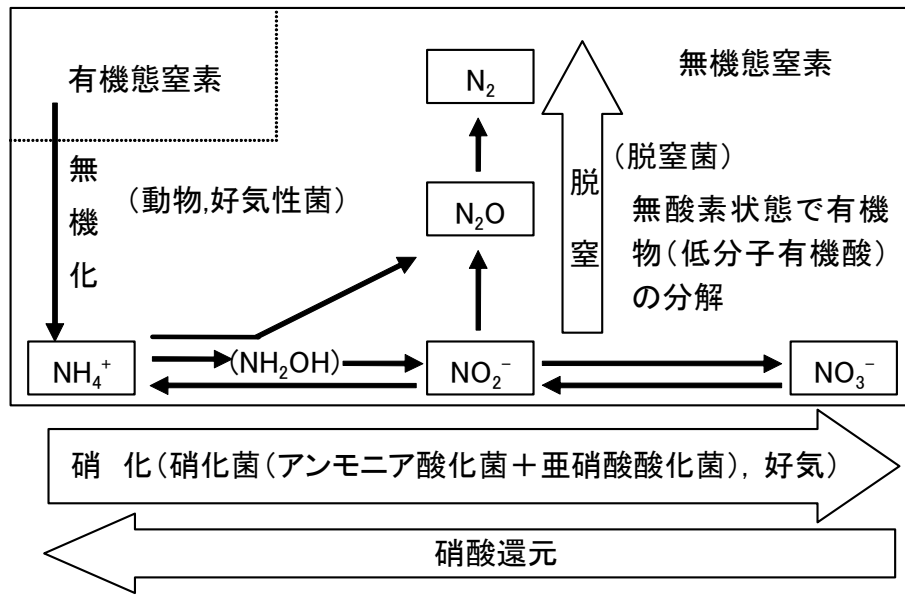 有機態窒素
無機態窒素
N₂
無機化
(動物,好気性菌)
(脱窒菌)
脱窒
N₂O
無酸素状態で有機
物(低分子有機酸)
の分解
NH₄⁺
(NH₂OH)
NO₂⁻
NO₃⁻
硝 化(硝化菌(アンモニア酸化菌+亜硝酸酸化菌), 好気)
硝酸還元